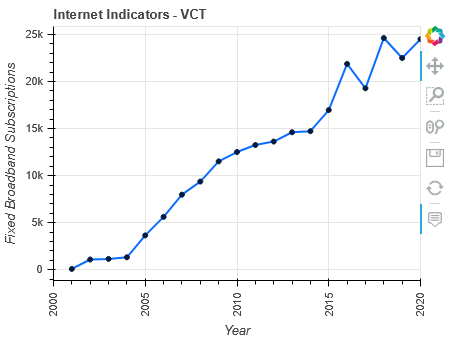 Internet Indicators - VCT
Fixed Broadband Subscriptions
25k
20k
15k
10k
5k
0
2000
2005
2010
2015
2020
Year